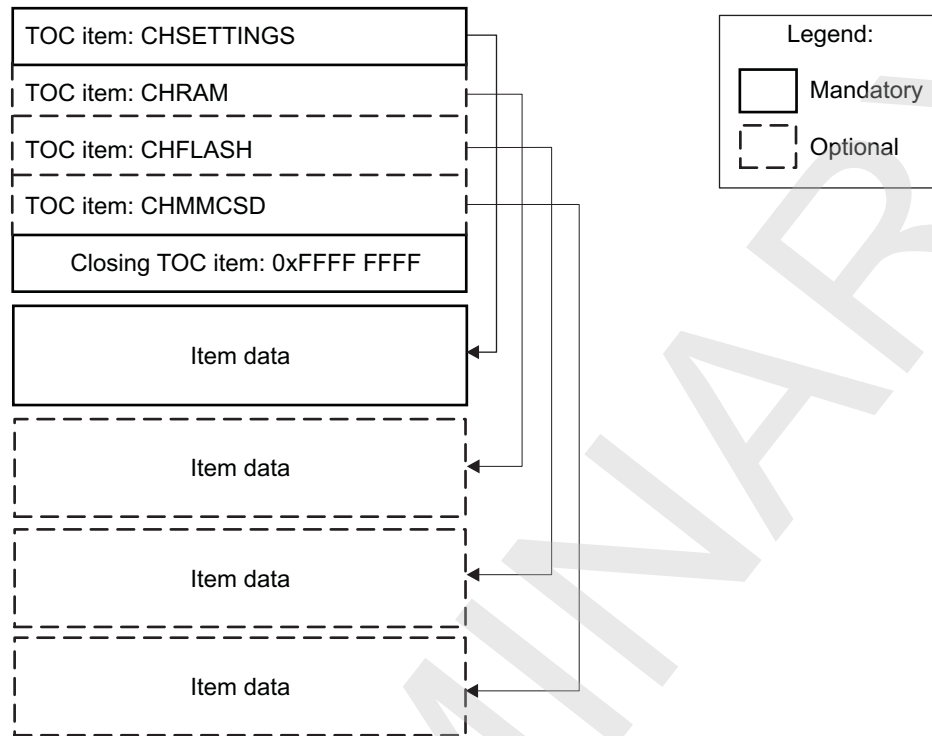 TOC item: CHSETTINGS
TOC item: CHRAM
TOC item: CHFLASH
TOC item: CHMMCSD
Closing TOC item: 0xFFFF FFFF
Item data
Item data
Item data
Item data
Legend:
Mandatory
Optional
MINARY